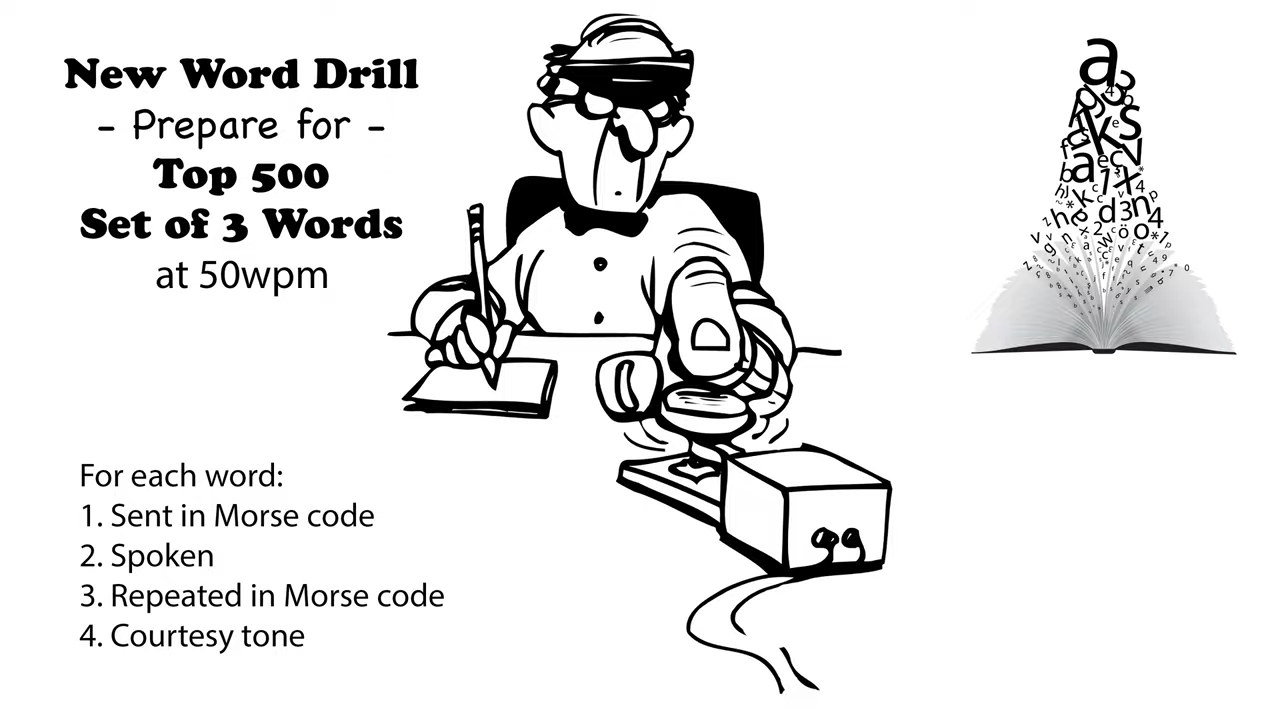 New Word Drill
- Prepare for -
Top 500
Set of 3 Words
at 50wpm
For each word:
1. Sent in Morse code
2. Spoken
3. Repeated in Morse code
4. Courtesy tone